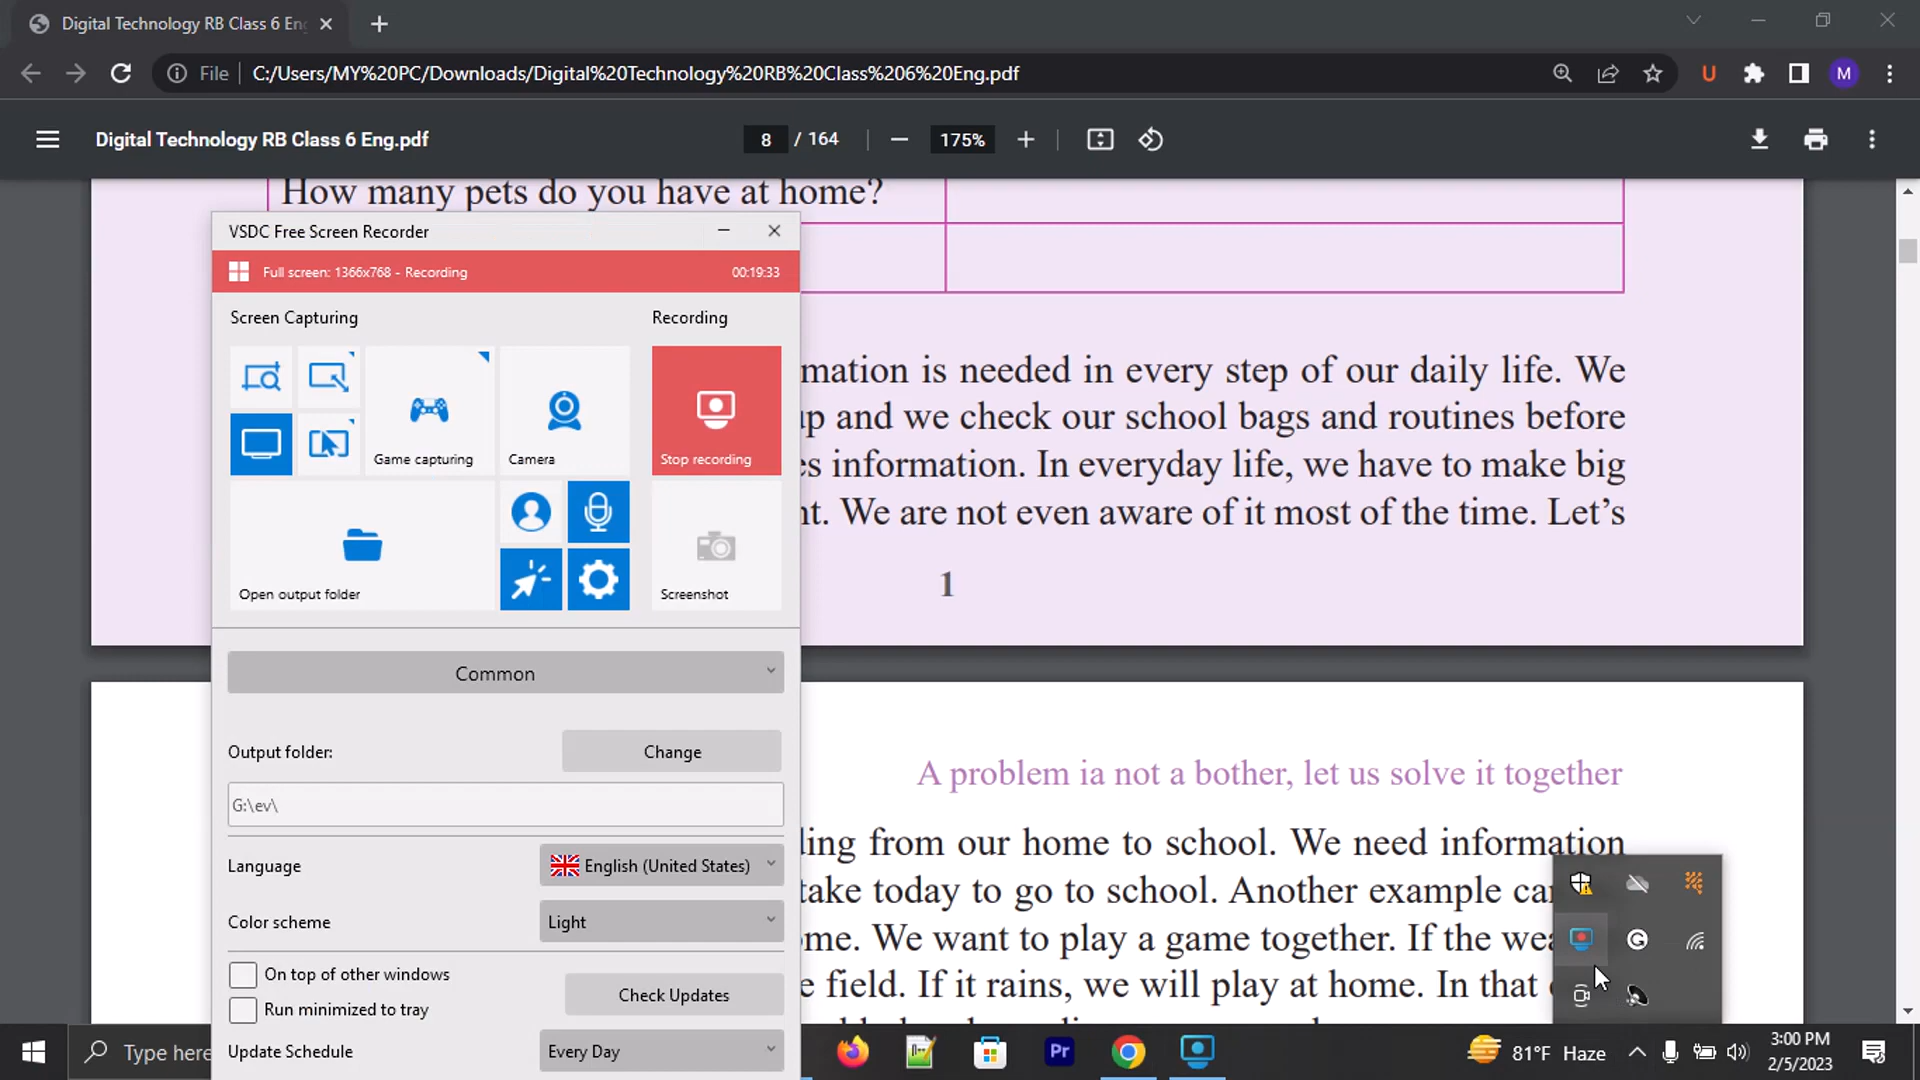 Digital Technology RB Class 6 En
File
C:/Users/MY%20PC/Downloads/Digital%20Technology%20RB%20Class%206%20Eng.pdf
U
M
Digital Technology RB Class 6 Eng.pdf
8 / 164
175%
How many pets do you have at home?
VSDC Free Screen Recorder
Full screen: 1366x768 - Recording
00:19:33
Screen Capturing
Recording
Game capturing
Camera
Stop recording
Open output folder
Screenshot
Common
Output folder:
Change
G:\ev\
Language
English (United States)
Color scheme
Light
On top of other windows
Run minimized to tray
Check Updates
Update Schedule
Every Day
mation is needed in every step of our daily life. We
up and we check our school bags and routines before
es information. In everyday life, we have to make big
nt. We are not even aware of it most of the time. Let's
1
A problem ia not a bother, let us solve it together
ding from our home to school. We need information
take today to go to school. Another example ca
me. We want to play a game together. If the wea
e field. If it rains, we will play at home. In that
G
Type here
Pr
81°F Haze
3:00 PM
2/5/2023